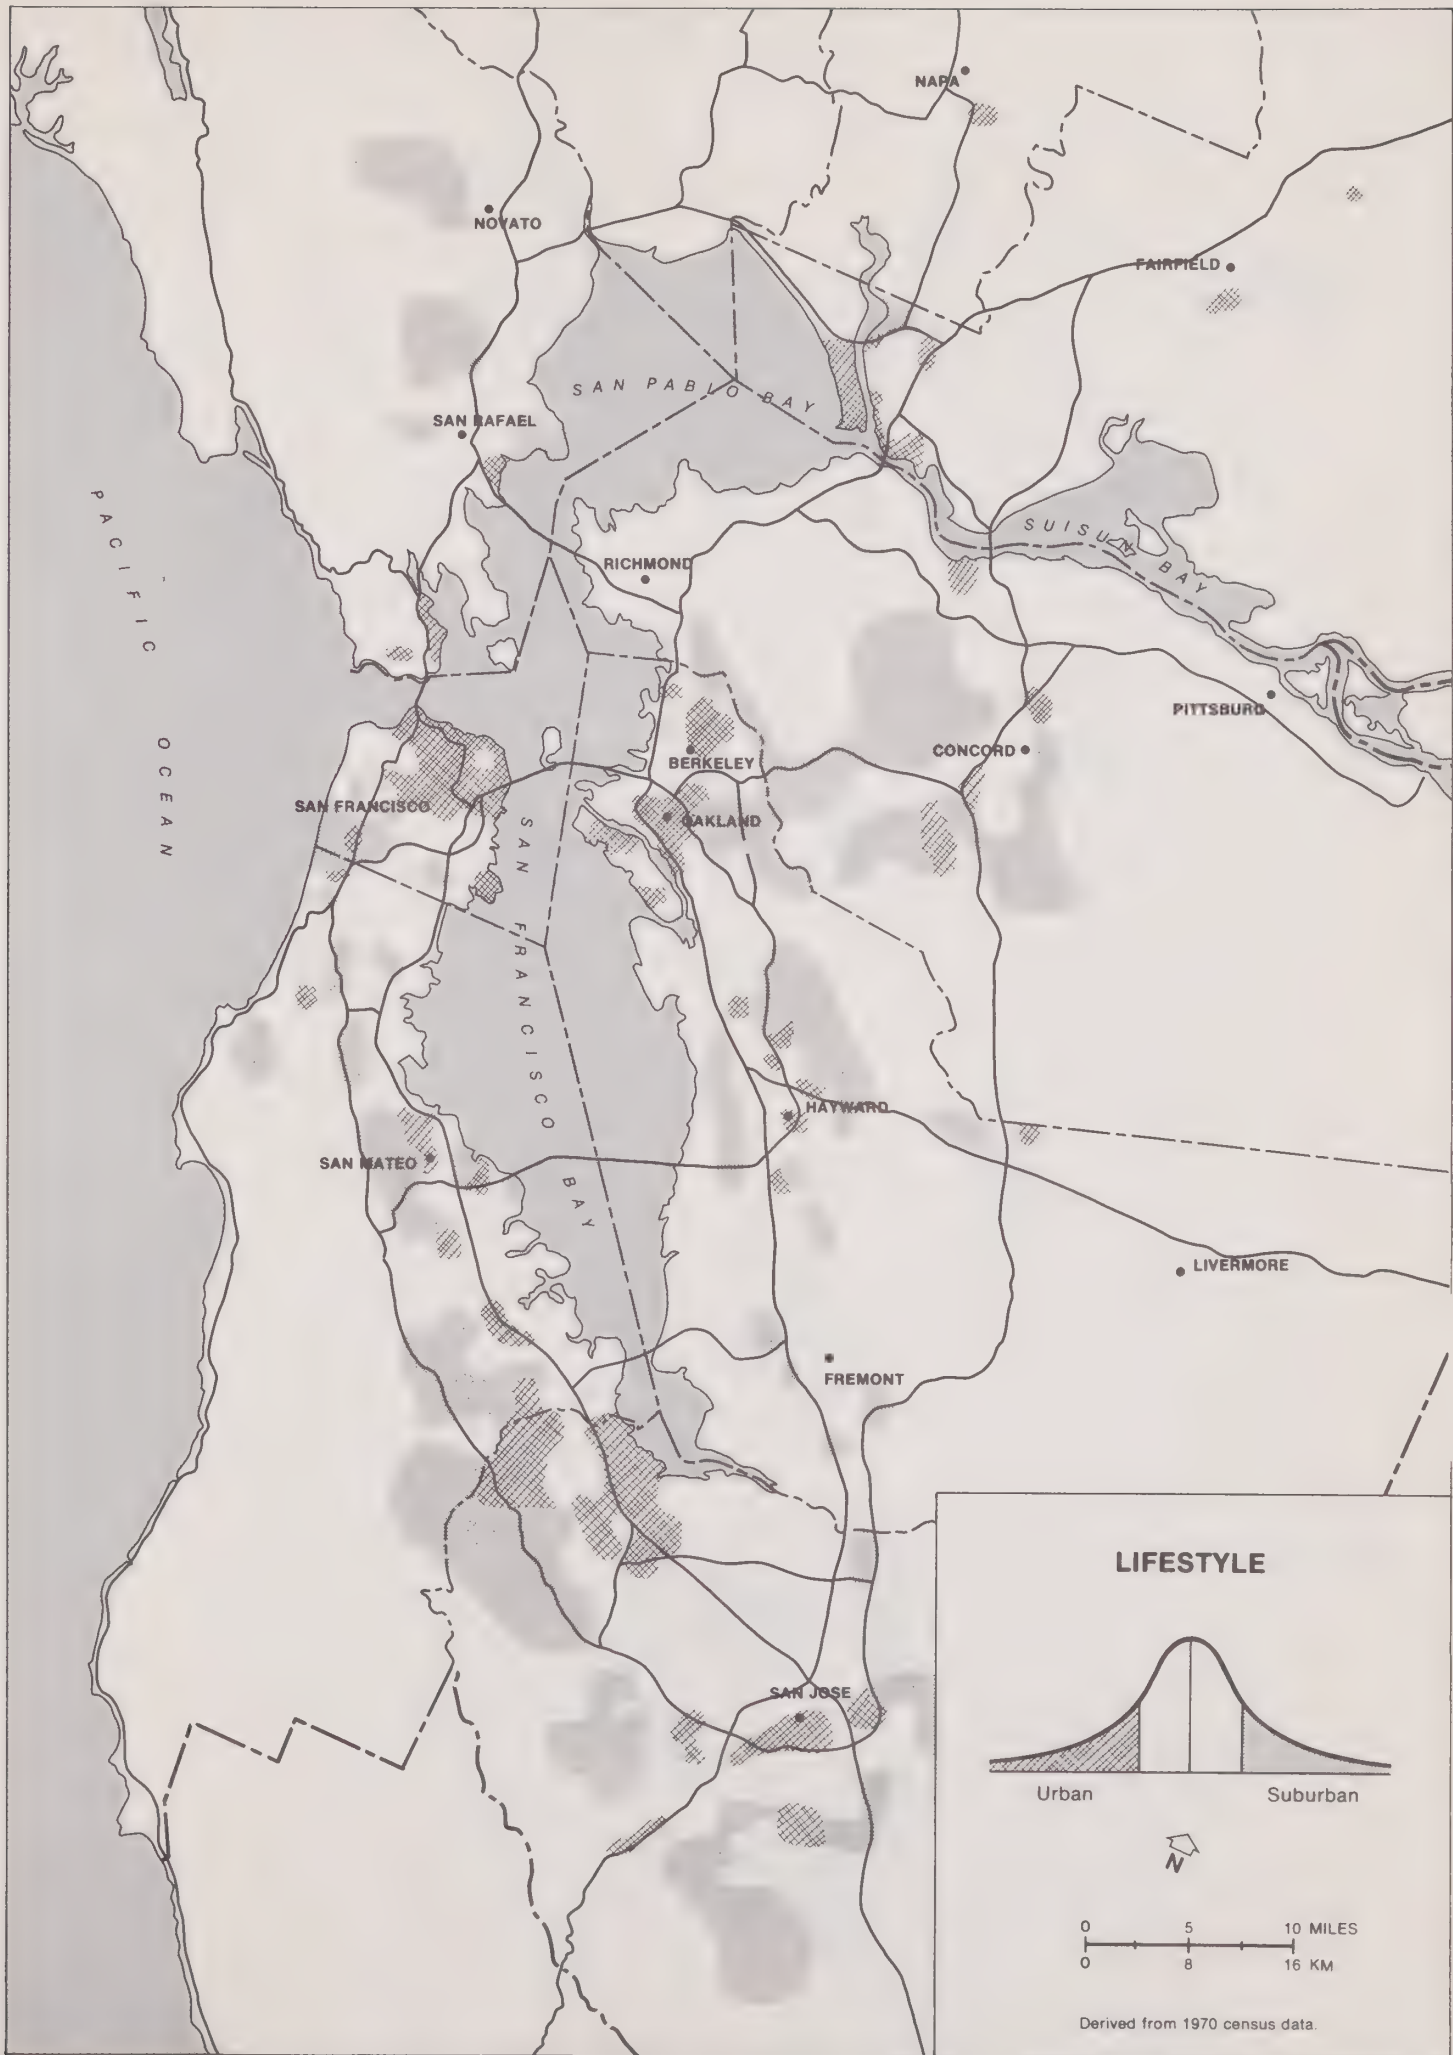 NAPA
NOVATO
FAIRFIELD
SAN PABLO BAY
SAN RAFAEL
PACIFIC OCEAN
SUISUN BAY
RICHMOND
PITTSBURG
BERKELEY
CONCORD
SAN FRANCISCO
OAKLAND
SAN FRANCISCO BAY
HAYWARD
SAN MATEO
LIVERMORE
FREMONT
SAN JOSE
LIFESTYLE
Urban Suburban
N
0 5 10 MILES
0 8 16 KM
Derived from 1970 census data.